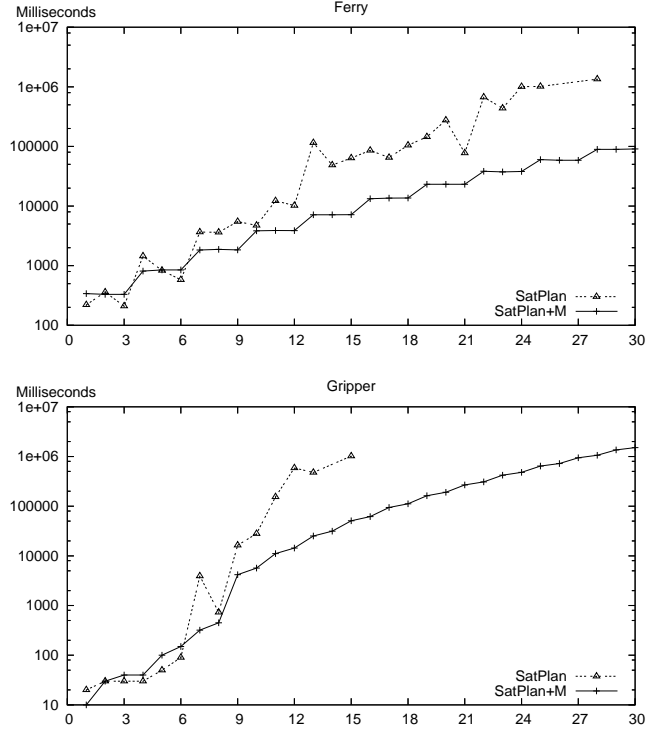 Ferry
Milliseconds
1e+07
1e+06
100000
10000
1000
100
0 3 6 9 12 15 18 21 24 27 30
SatPlan
SatPlan+M
Gripper
Milliseconds
1e+07
1e+06
100000
10000
1000
100
10
0 3 6 9 12 15 18 21 24 27 30
SatPlan
SatPlan+M